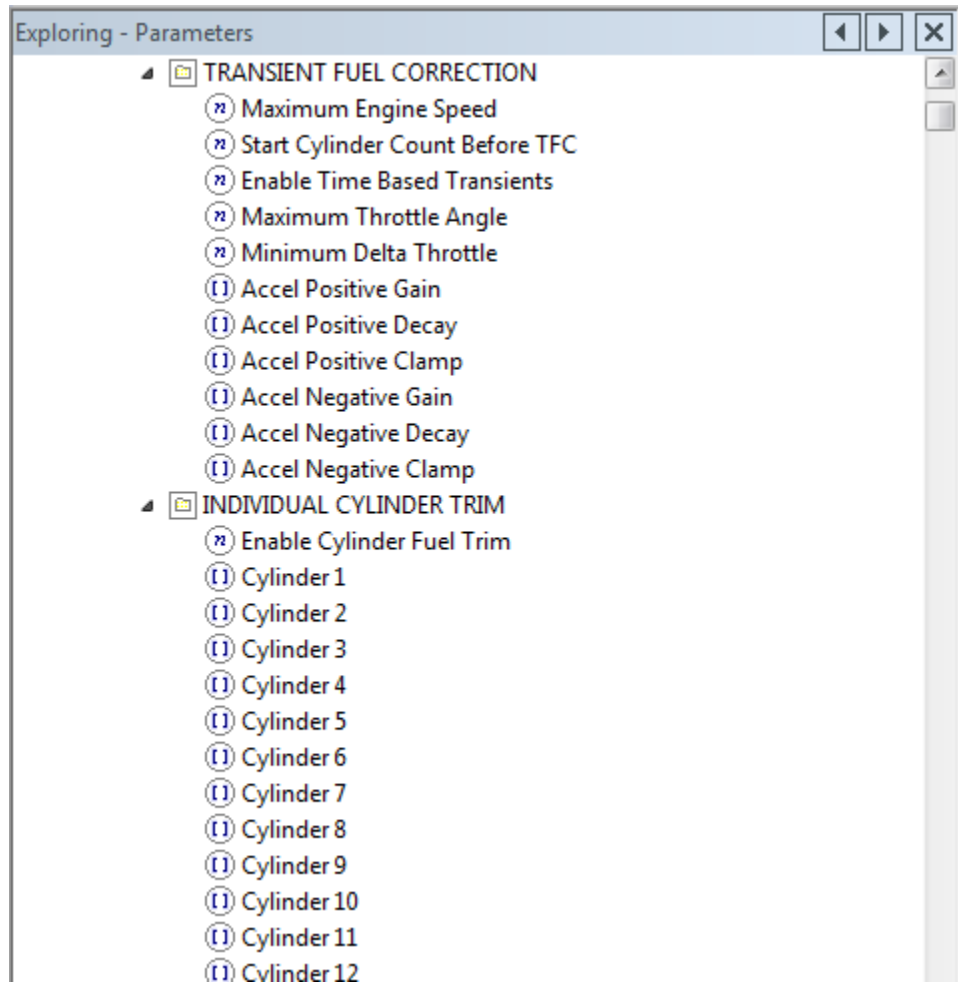 Exploring - Parameters
TRANSIENT FUEL CORRECTION
n Maximum Engine Speed
n Start Cylinder Count Before TFC
n Enable Time Based Transients
n Maximum Throttle Angle
n Minimum Delta Throttle
[] Accel Positive Gain
[] Accel Positive Decay
[] Accel Positive Clamp
[] Accel Negative Gain
[] Accel Negative Decay
[] Accel Negative Clamp
INDIVIDUAL CYLINDER TRIM
n Enable Cylinder Fuel Trim
[] Cylinder 1
[] Cylinder 2
[] Cylinder 3
[] Cylinder 4
[] Cylinder 5
[] Cylinder 6
[] Cylinder 7
[] Cylinder 8
[] Cylinder 9
[] Cylinder 10
[] Cylinder 11
[] Cylinder 12